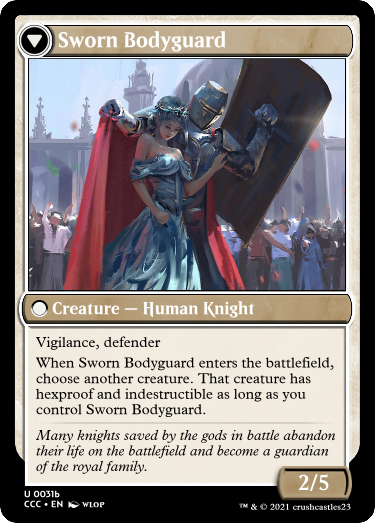 Sworn Bodyguard
Creature — Human Knight
Vigilance, defender
When Sworn Bodyguard enters the battlefield,
choose another creature. That creature has
hexproof and indestructible as long as you
control Sworn Bodyguard.
Many knights saved by the gods in battle abandon
their life on the battlefield and become a guardian
of the royal family.
2/5
U 0031b
CCC • EN WLOP
™ & © 2021 crushcastles23